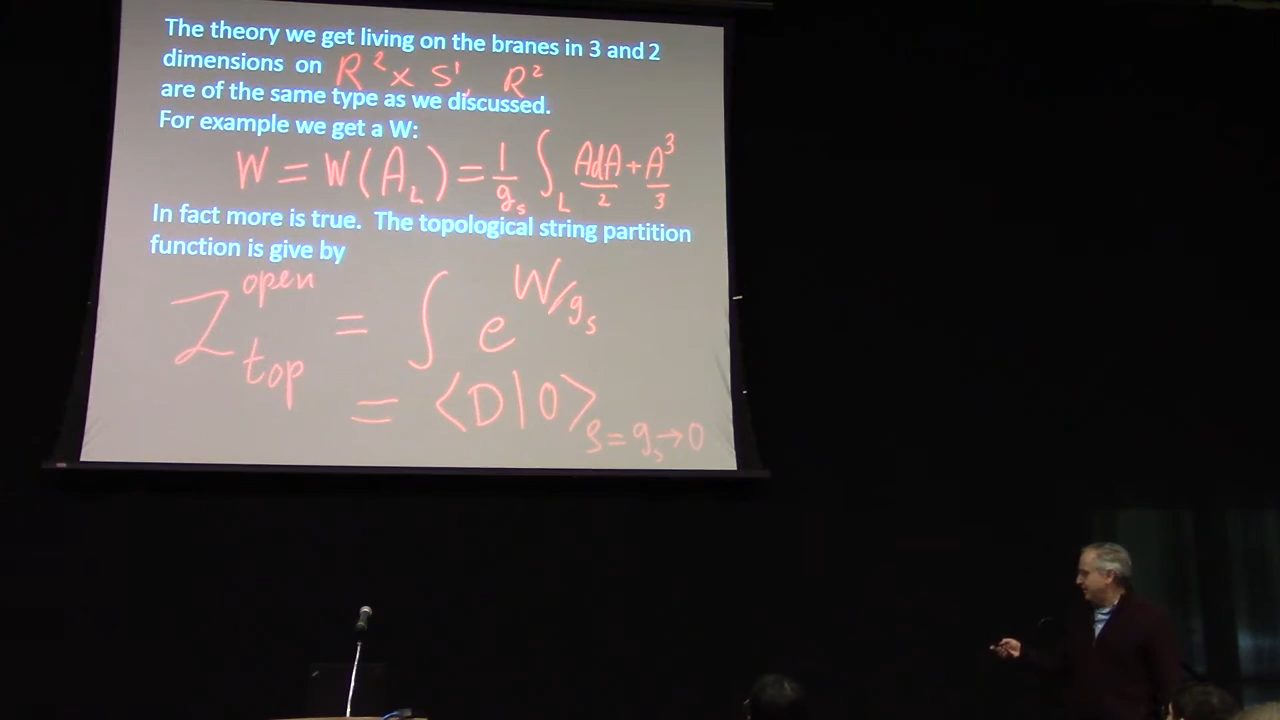 The theory we get living on the branes in 3 and 2
dimensions on R² × S¹, R²
are of the same type as we discussed.
For example we get a W:
W = W(A_L) = 1/g_s ∫_L AdA/2 + A³/3
In fact more is true. The topological string partition
function is give by
Z_top^open = ∫ e^{W/g_s}
= ⟨D|0⟩_{ς=g_s→0}